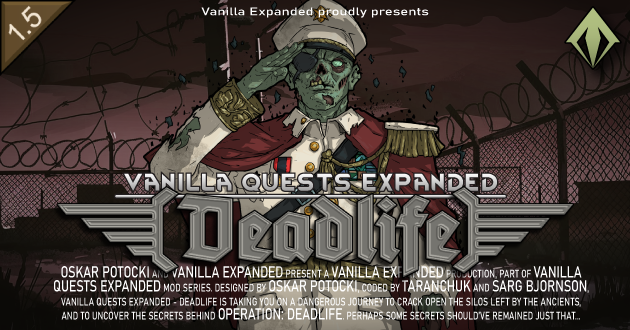 Vanilla Expanded proudly presents
1.5
VANILLA QUESTS EXPANDED
Deadlife
OSKAR POTOCKI AND VANILLA EXPANDED PRESENT A VANILLA EXPANDED PRODUCTION, PART OF VANILLA
QUESTS EXPANDED MOD SERIES. DESIGNED BY OSKAR POTOCKI, CODED BY TARANCHUK AND SARG BJORNSON,
VANILLA QUESTS EXPANDED - DEADLIFE IS TAKING YOU ON A DANGEROUS JOURNEY TO CRACK OPEN THE SILOS LEFT BY THE ANCIENTS,
AND TO UNCOVER THE SECRETS BEHIND OPERATION: DEADLIFE. PERHAPS SOME SECRETS SHOULD'VE REMAINED JUST THAT...